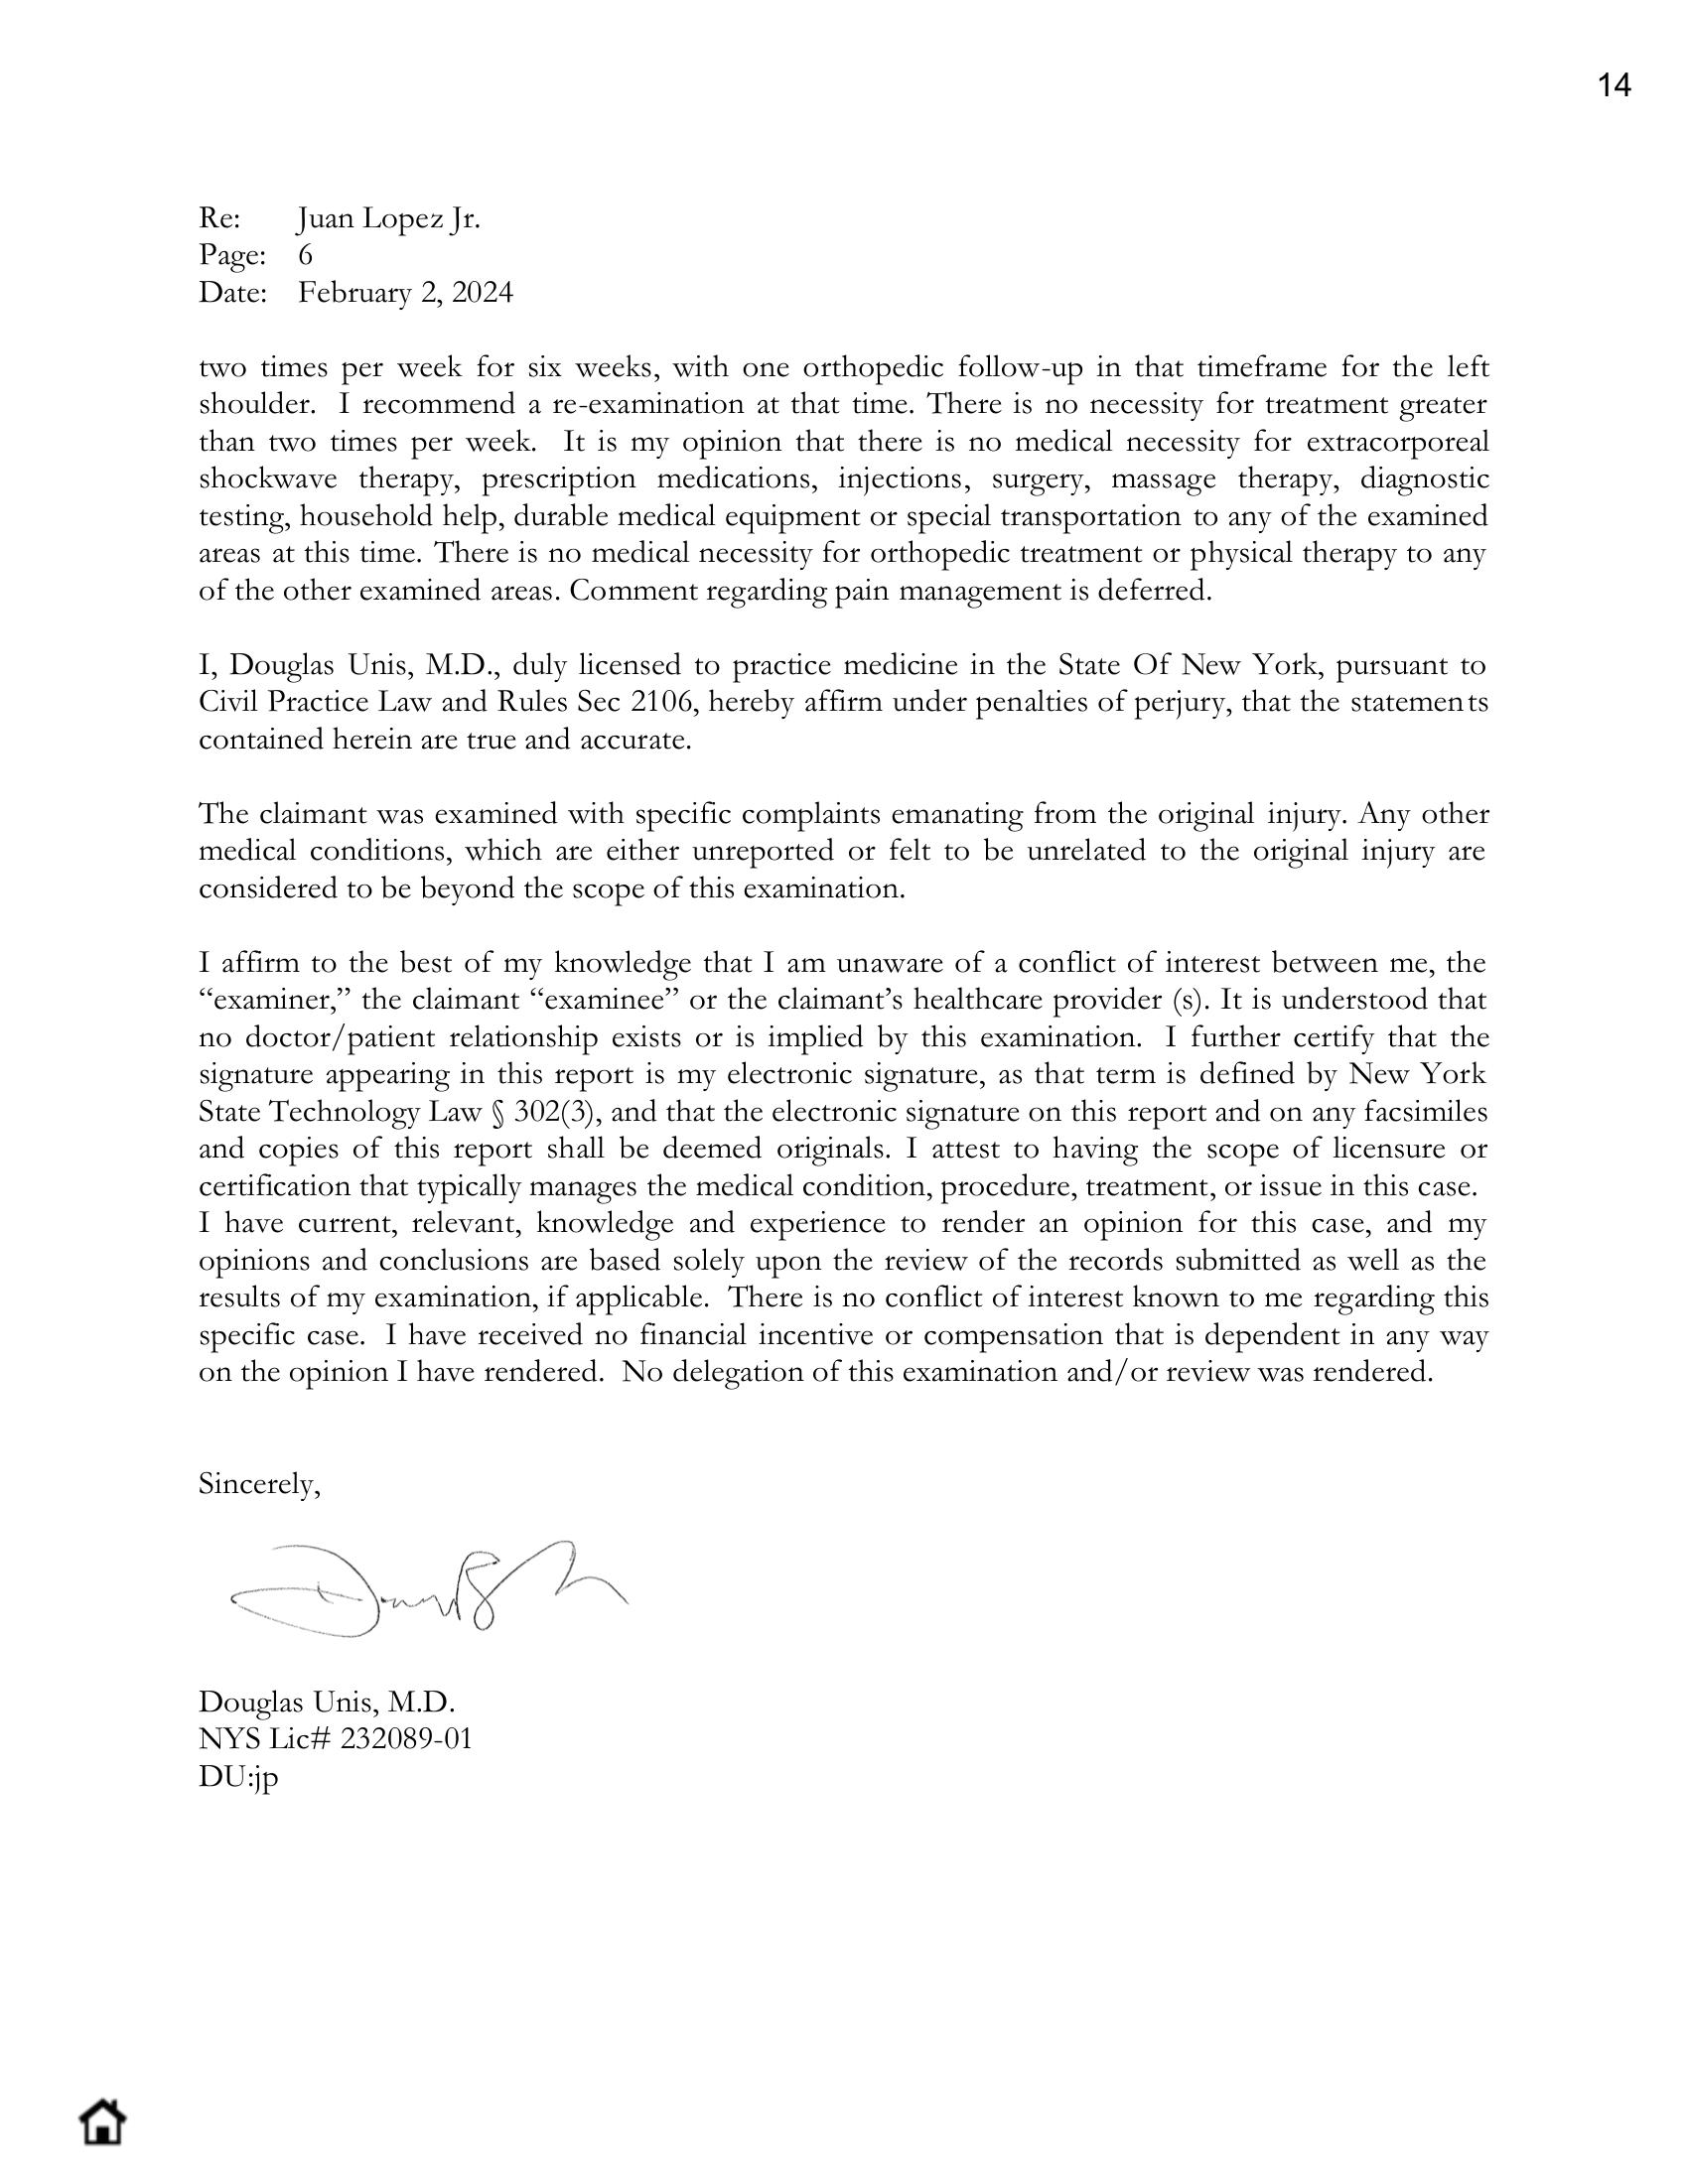 14
Re: Juan Lopez Jr.
Page: 6
Date: February 2, 2024
two times per week for six weeks, with one orthopedic follow-up in that timeframe for the left
shoulder. I recommend a re-examination at that time. There is no necessity for treatment greater
than two times per week. It is my opinion that there is no medical necessity for extracorporeal
shockwave therapy, prescription medications, injections, surgery, massage therapy, diagnostic
testing, household help, durable medical equipment or special transportation to any of the examined
areas at this time. There is no medical necessity for orthopedic treatment or physical therapy to any
of the other examined areas. Comment regarding pain management is deferred.
I, Douglas Unis, M.D., duly licensed to practice medicine in the State Of New York, pursuant to
Civil Practice Law and Rules Sec 2106, hereby affirm under penalties of perjury, that the statements
contained herein are true and accurate.
The claimant was examined with specific complaints emanating from the original injury. Any other
medical conditions, which are either unreported or felt to be unrelated to the original injury are
considered to be beyond the scope of this examination.
I affirm to the best of my knowledge that I am unaware of a conflict of interest between me, the
“examiner,” the claimant “examinee” or the claimant’s healthcare provider (s). It is understood that
no doctor/patient relationship exists or is implied by this examination. I further certify that the
signature appearing in this report is my electronic signature, as that term is defined by New York
State Technology Law § 302(3), and that the electronic signature on this report and on any facsimiles
and copies of this report shall be deemed originals. I attest to having the scope of licensure or
certification that typically manages the medical condition, procedure, treatment, or issue in this case.
I have current, relevant, knowledge and experience to render an opinion for this case, and my
opinions and conclusions are based solely upon the review of the records submitted as well as the
results of my examination, if applicable. There is no conflict of interest known to me regarding this
specific case. I have received no financial incentive or compensation that is dependent in any way
on the opinion I have rendered. No delegation of this examination and/or review was rendered.
Sincerely,
Douglas Unis, M.D.
NYS Lic# 232089-01
DU:jp